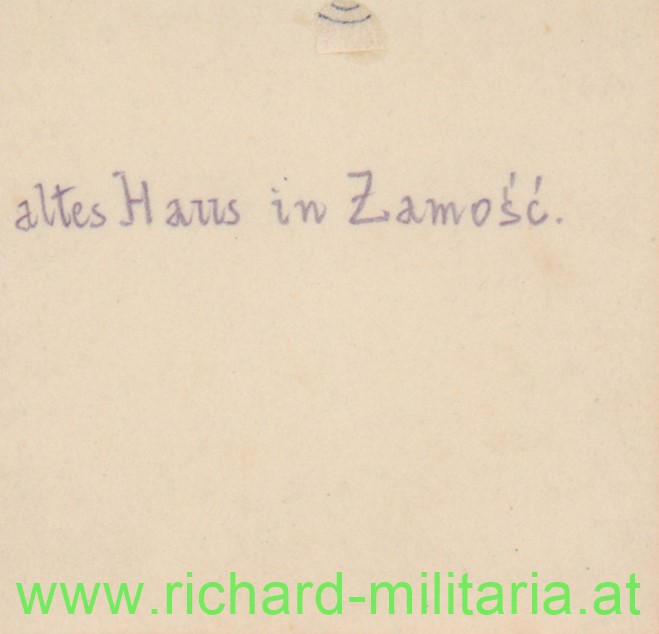 altes Haus in Zamość.
www.richard-militaria.at